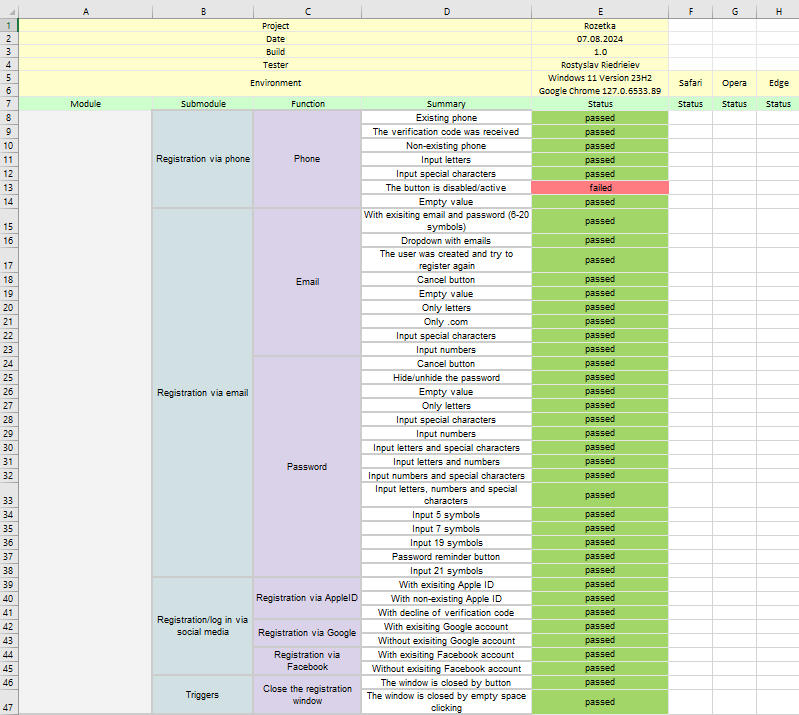 A B C D E F G H
1 Project Rozetka
2 Date 07.08.2024
3 Build 1.0
4 Tester Rostyslav Riedrieiev
5 Environment Windows 11 Version 23H2 Safari Opera Edge
6 Google Chrome 127.0.6533.89
7 Module Submodule Function Summary Status Status Status Status
8 Existing phone passed
9 The verification code was received passed
10 Non-existing phone passed
11 Registration via phone Phone Input letters passed
12 Input special characters passed
13 The button is disabled/active failed
14 Empty value passed
With exisiting email and password (6-20
15 symbols) passed
16 Dropdown with emails passed
The user was created and try to
17 register again passed
18 Email Cancel button passed
19 Empty value passed
20 Only letters passed
21 Only .com passed
22 Input special characters passed
23 Input numbers passed
24 Cancel button passed
25 Hide/unhide the password passed
26 Registration via email Empty value passed
27 Only letters passed
28 Input special characters passed
29 Input numbers passed
30 Input letters and special characters passed
31 Password Input letters and numbers passed
32 Input numbers and special characters passed
Input letters, numbers and special
33 characters passed
34 Input 5 symbols passed
35 Input 7 symbols passed
36 Input 19 symbols passed
37 Password reminder button passed
38 Input 21 symbols passed
39 With exisiting Apple ID passed
40 Registration via AppleID With non-existing Apple ID passed
41 Registration/log in via With decline of verification code passed
42 social media With exisiting Google account passed
43 Registration via Google Without exisiting Google account passed
44 Registration via With exisiting Facebook account passed
45 Facebook Without exisiting Facebook account passed
46 Triggers Close the registration The window is closed by button passed
window The window is closed by empty space
47 clicking passed